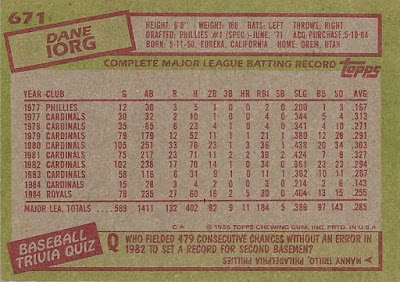 671
DANE
IORG
HEIGHT: 6'0" WEIGHT: 180 BATS: LEFT THROWS: RIGHT
DRAFTED: PHILLIES #1 (SPEC.)-JUNE, '71 ACQ: PURCHASE, 5-10-84
BORN: 5-11-50, EUREKA, CALIFORNIA HOME: OREM, UTAH
COMPLETE MAJOR LEAGUE BATTING RECORD
Topps
YEAR CLUB G AB R H 2B 3B HR RBI SB SLG BB SO AVG
1977 PHILLIES 12 30 3 5 1 0 0 2 0 .200 1 3 .167
1977 CARDINALS 30 32 2 10 1 0 0 4 0 .344 5 4 .313
1978 CARDINALS 35 85 6 23 4 1 0 4 0 .341 4 10 .271
1979 CARDINALS 79 179 12 52 11 1 1 21 1 .380 12 28 .291
1980 CARDINALS 105 251 33 76 23 1 3 36 1 .438 20 34 .303
1981 CARDINALS 75 217 23 71 11 2 2 39 2 .424 7 9 .327
1982 CARDINALS 102 238 17 70 14 1 0 34 0 .361 23 23 .294
1983 CARDINALS 58 116 6 31 9 1 0 11 1 .362 10 11 .267
1984 CARDINALS 15 28 3 4 2 0 0 3 0 .214 2 6 .143
1984 ROYALS 78 235 27 60 16 2 5 30 0 .404 13 15 .255
MAJOR LEA. TOTALS 589 1411 132 402 92 9 11 184 5 .386 97 143 .285
C★ © 1985 TOPPS CHEWING GUM, INC. PRTD. IN U.S.A.
BASEBALL
TRIVIA QUIZ
Q WHO FIELDED 479 CONSECUTIVE CHANCES WITHOUT AN ERROR IN
1982 TO SET A RECORD FOR SECOND BASEMEN?
A MANNY TRILLO, PHILADELPHIA PHILLIES